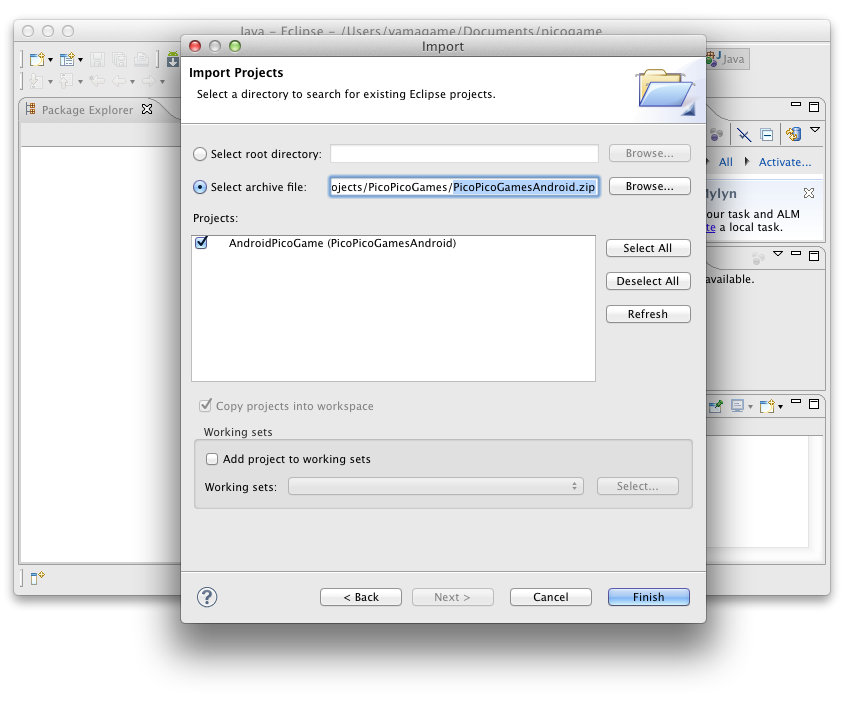 Java – Eclipse – /Users/yamagame/Documents/picogame
Import
Import Projects
Select a directory to search for existing Eclipse projects.
Java
Package Explorer
Select root directory:
Browse...
All
Activate...
Select archive file:
ojects/PicoPicoGames/PicoPicoGamesAndroid.zip
Browse...
Mylyn
our task and ALM
te a local task.
Projects:
AndroidPicoGame (PicoPicoGamesAndroid)
Select All
Deselect All
Refresh
available.
Copy projects into workspace
Working sets
Add project to working sets
Working sets:
Select...
?
< Back
Next >
Cancel
Finish